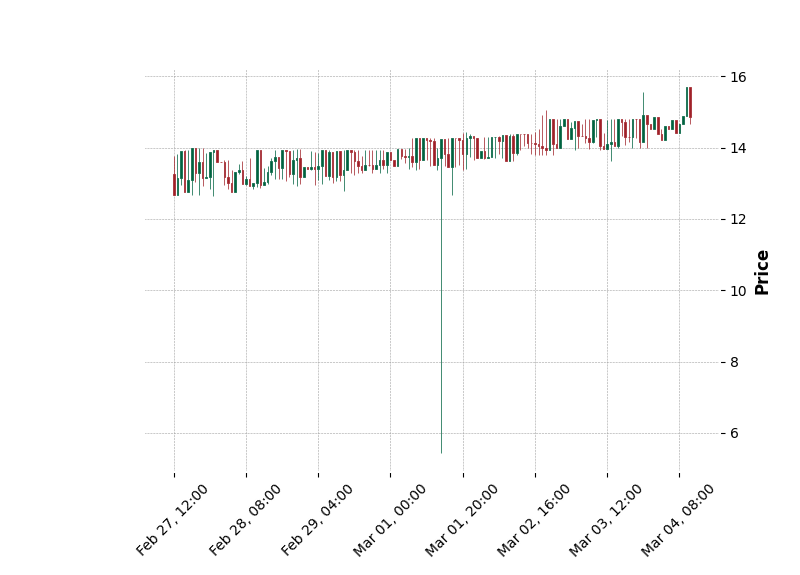 16
14
12
10
8
6
Price
Feb 27, 12:00
Feb 28, 08:00
Feb 29, 04:00
Mar 01, 00:00
Mar 01, 20:00
Mar 02, 16:00
Mar 03, 12:00
Mar 04, 08:00